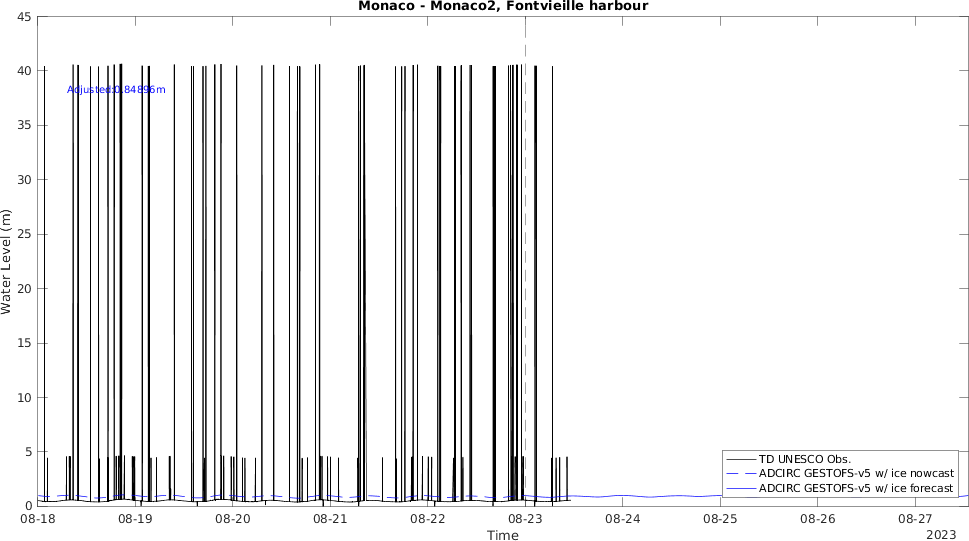 Monaco - Monaco2, Fontvieille harbour
45
40
35
30
25
20
15
10
5
0
Water Level (m)
Adjusted:0.84896m
TD UNESCO Obs.
ADCIRC GESTOFS-v5 w/ ice nowcast
ADCIRC GESTOFS-v5 w/ ice forecast
08-18 08-19 08-20 08-21 08-22 08-23 08-24 08-25 08-26 08-27
Time
2023